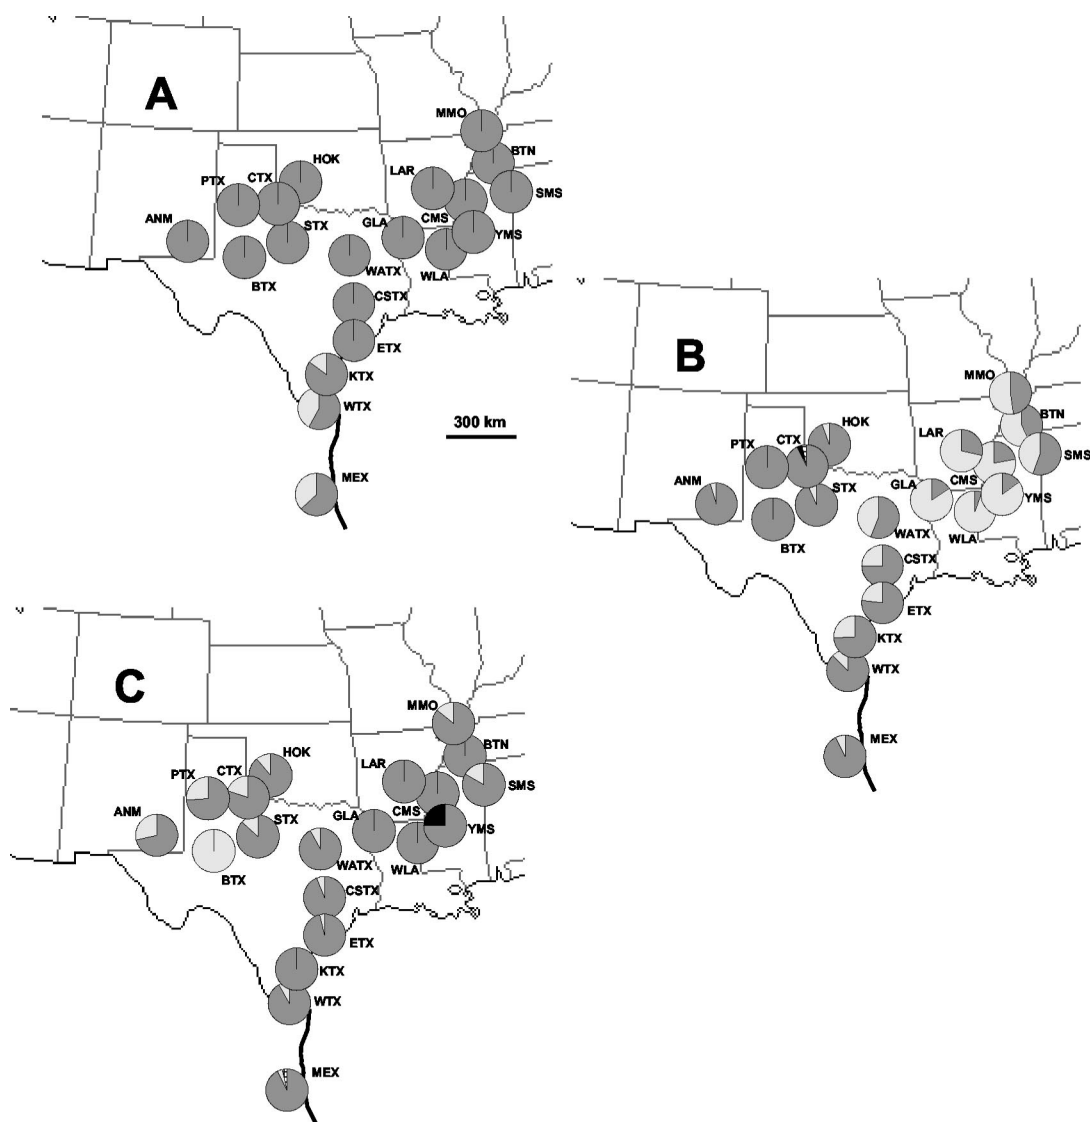 A
MMO
BTN
HOK
LAR
CTX
PTX
SMS
CMS
GLA
ANM
STX
YMS
WLA
WATX
BTX
CSTX
ETX
KTX
WTX
300 km
MEX
B
MMO
BTN
HOK
LAR
CTX
PTX
SMS
CMS
GLA
ANM
STX
YMS
WLA
WATX
BTX
CSTX
ETX
KTX
WTX
MEX
C
MMO
BTN
HOK
LAR
CTX
PTX
SMS
CMS
ANM
STX
GLA
YMS
WATX
WLA
BTX
CSTX
ETX
KTX
WTX
MEX